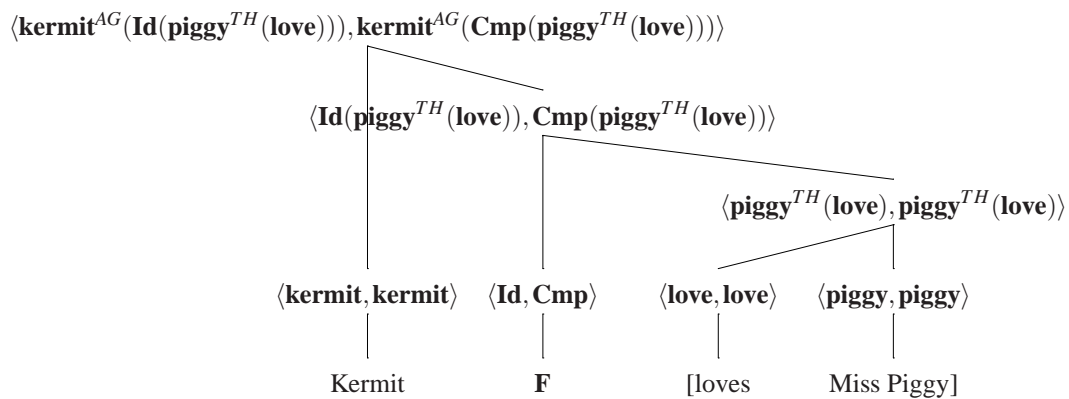 ⟨kermit^AG(Id(piggy^TH(love))),kermit^AG(Cmp(piggy^TH(love)))⟩
⟨Id(piggy^TH(love)),Cmp(piggy^TH(love))⟩
⟨piggy^TH(love),piggy^TH(love)⟩
⟨kermit,kermit⟩ ⟨Id,Cmp⟩ ⟨love,love⟩ ⟨piggy,piggy⟩
Kermit F [loves Miss Piggy]